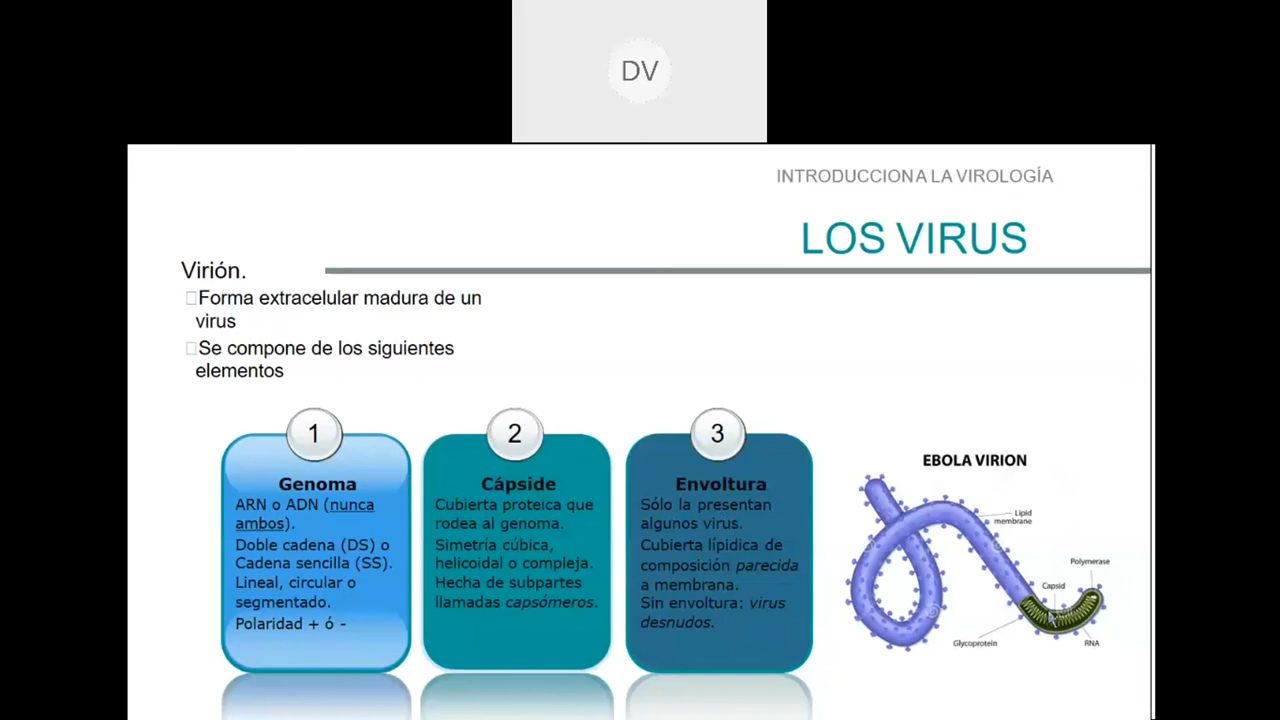 DV
INTRODUCCION A LA VIROLOGÍA
LOS VIRUS
Virión.
Forma extracelular madura de un
virus
Se compone de los siguientes
elementos
1
Genoma
ARN o ADN (nunca
ambos).
Doble cadena (DS) o
Cadena sencilla (SS).
Lineal, circular o
segmentado.
Polaridad + ó -
2
Cápside
Cubierta proteica que
rodea al genoma.
Simetría cúbica,
helicoidal o compleja.
Hecha de subpartes
llamadas capsómeros.
3
Envoltura
Sólo la presentan
algunos virus.
Cubierta lípidica de
composición parecida
a membrana.
Sin envoltura: virus
desnudos.
EBOLA VIRION
Lipid
membrane
Polymerase
Capsid
Glycoprotein
RNA